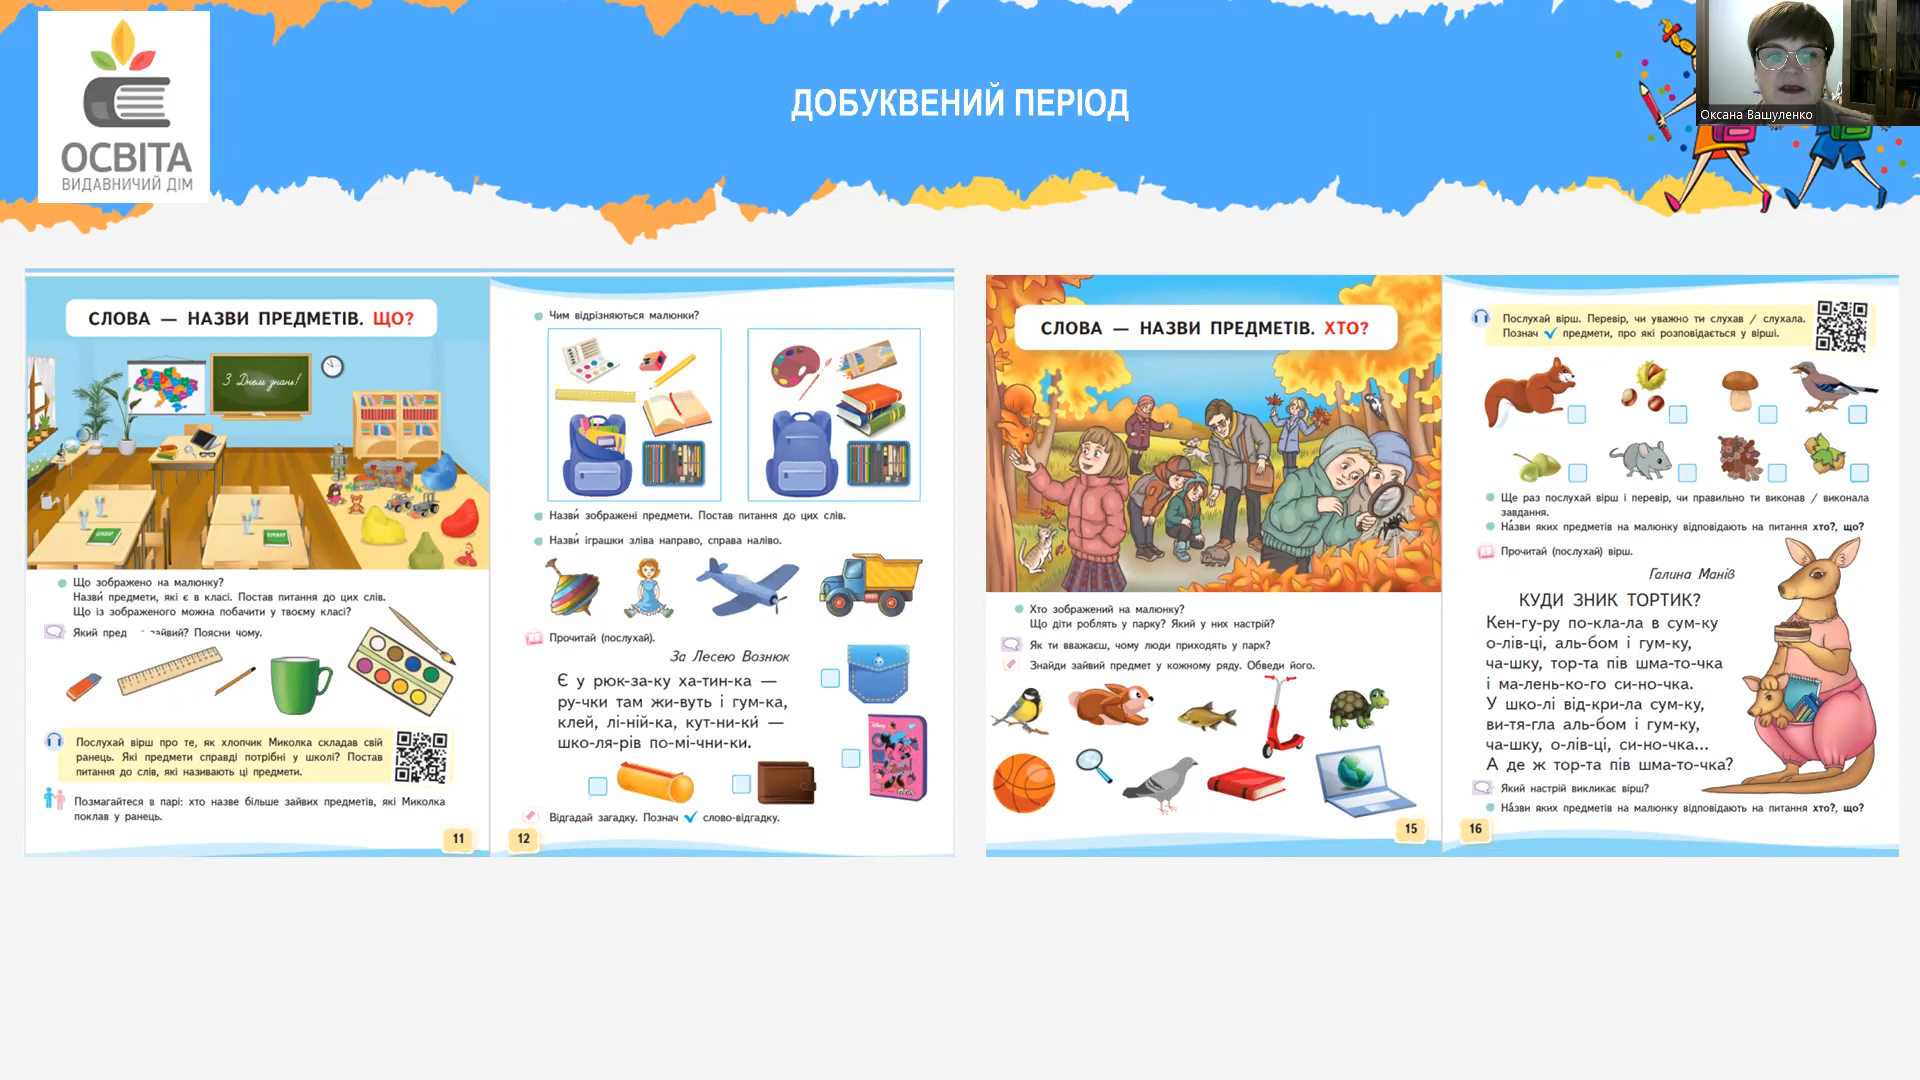 ОСВІТА
ВИДАВНИЧИЙ ДІМ
ДОБУКВЕНИЙ ПЕРІОД
Оксана Вашуленко
СЛОВА — НАЗВИ ПРЕДМЕТІВ. ЩО?
З Днем знань!
БУКВАР
БУКВАР
Що зображено на малюнку?
Назви́ предмети, які є в класі. Постав питання до цих слів.
Що із зображеного можна побачити у твоєму класі?
Який пред зайвий? Поясни чому.
Послухай вірш про те, як хлопчик Миколка складав свій
ранець. Які предмети справді потрібні у школі? Постав
питання до слів, які називають ці предмети.
Позмагайтеся в парі: хто назве більше зайвих предметів, які Миколка
поклав у ранець.
11
Чим відрізняються малюнки?
Назви́ зображені предмети. Постав питання до цих слів.
Назви́ іграшки зліва направо, справа наліво.
Прочитай (послухай).
За Лесею Вознюк
Є у рюк-за-ку ха-тин-ка —
ру-чки там жи-вуть і гум-ка,
клей, лі-ній-ка, кут-ни-ки́ —
шко-ля-рів по-мі-чни-ки.
Відгадай загадку. Познач слово-відгадку.
12
СЛОВА — НАЗВИ ПРЕДМЕТІВ. ХТО?
Хто зображений на малюнку?
Що діти роблять у парку? Який у них настрій?
Як ти вважаєш, чому люди приходять у парк?
Знайди зайвий предмет у кожному ряду. Обведи його.
15
Послухай вірш. Перевір, чи уважно ти слухав / слухала.
Познач предмети, про які розповідається у вірші.
Ще раз послухай вірш і перевір, чи правильно ти виконав / виконала
завдання.
На́зви яких предметів на малюнку відповідають на питання хто?, що?
Прочитай (послухай) вірш.
Галина Манів
КУДИ ЗНИК ТОРТИК?
Кен-гу-ру по-кла-ла в сум-ку
о-лів-ці, аль-бом і гум-ку,
ча-шку, тор-та пів шма-то-чка
і ма-лень-ко-го си-но-чка.
У шко-лі від-кри-ла сум-ку,
ви-тя-гла аль-бом і гум-ку,
ча-шку, о-лів-ці, си-но-чка...
А де ж тор-та пів шма-то-чка?
Який настрій викликає вірш?
На́зви яких предметів на малюнку відповідають на питання хто?, що?
16